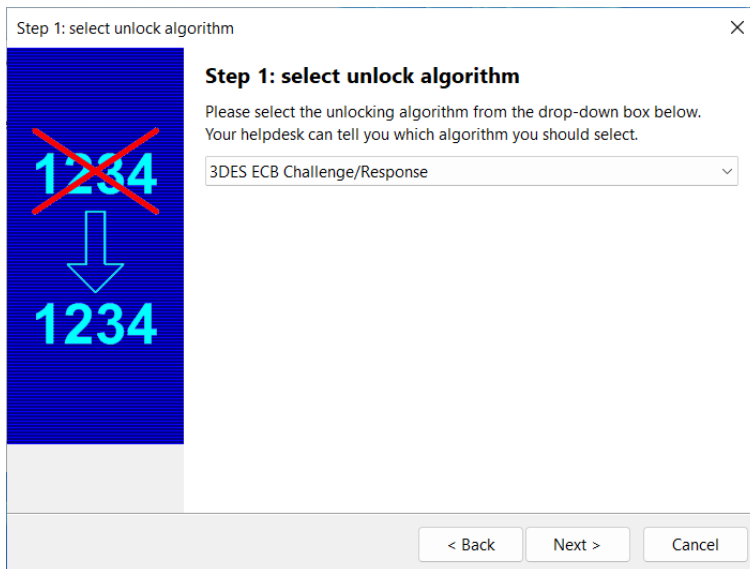 Step 1: select unlock algorithm
Step 1: select unlock algorithm
Please select the unlocking algorithm from the drop-down box below.
Your helpdesk can tell you which algorithm you should select.
3DES ECB Challenge/Response
1234
1234
< Back
Next >
Cancel